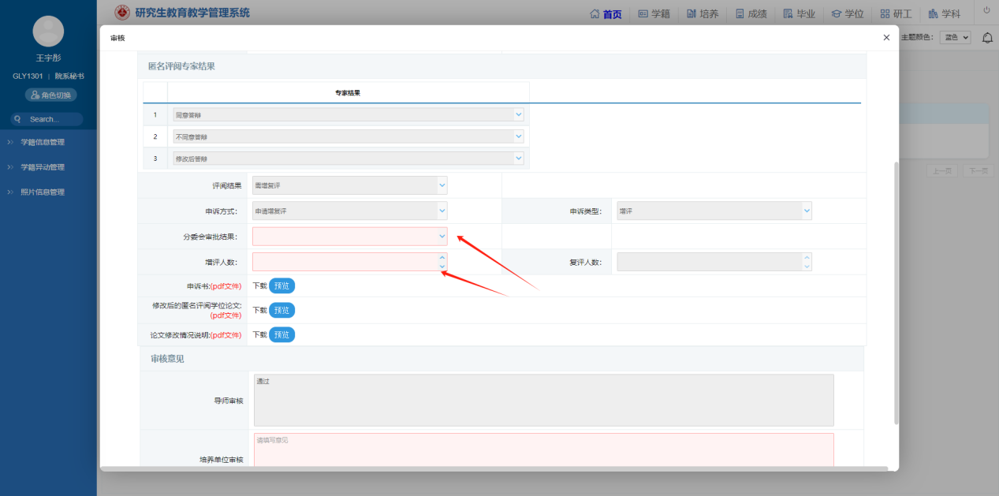 研究生教育教学管理系统
首页 学籍 培养 成绩 毕业 学位 研工 学科
王宇彤
GLY1301 | 院系秘书
角色切换
Search...
学籍信息管理
学籍异动管理
照片信息管理
主题颜色： 蓝色
上一页 下一页
审核
匿名评阅专家结果
专家结果
1 同意答辩
2 不同意答辩
3 修改后答辩
评阅结果 需增复评
申诉方式： 申请增复评 申诉类型： 增评
分委会审批结果：
增评人数： 复评人数：
申诉书:(pdf文件) 下载 预览
修改后的匿名评阅学位论文:
(pdf文件) 下载 预览
论文修改情况说明:(pdf文件) 下载 预览
审核意见
导师审核 通过
培养单位审核 请填写意见